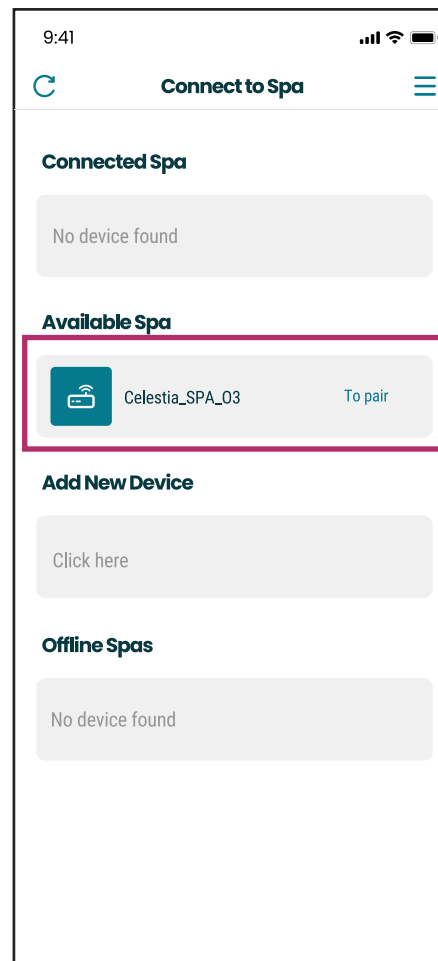 9:41
Connect to Spa
Connected Spa
No device found
Available Spa
Celestia_SPA_03 To pair
Add New Device
Click here
Offline Spas
No device found